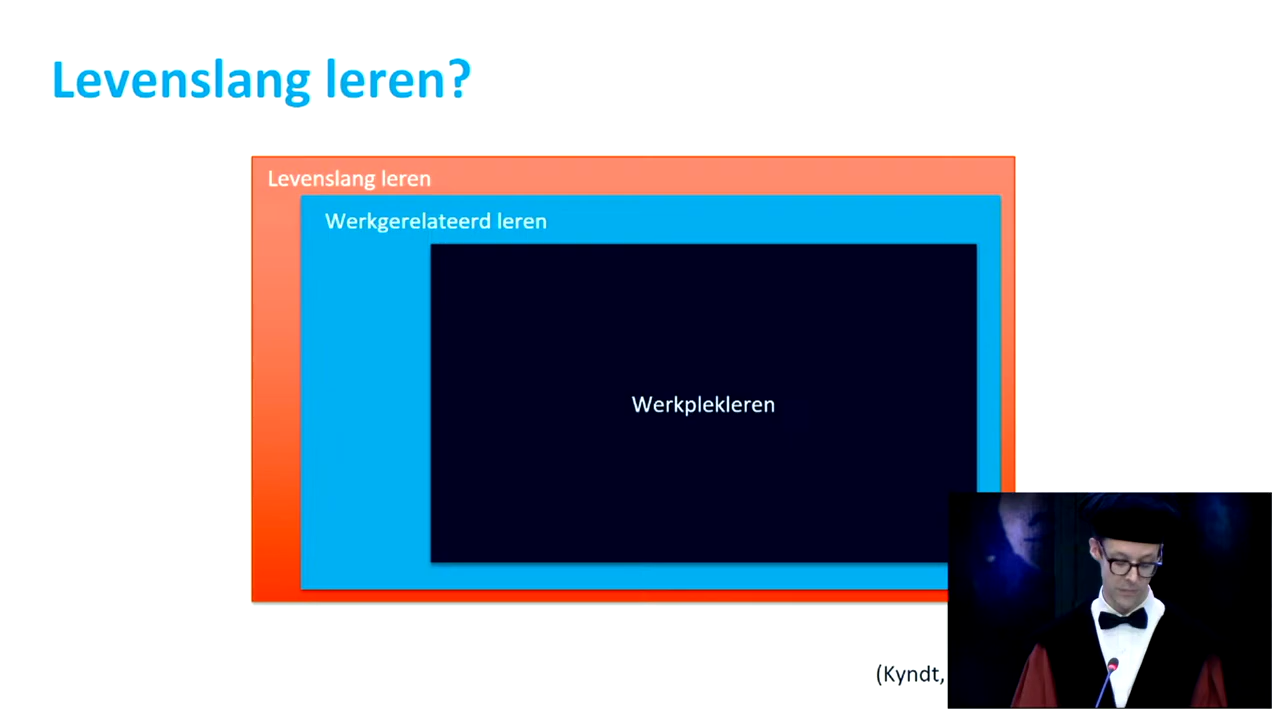 Levenslang leren?
Levenslang leren
Werkgerelateerd leren
Werkplekleren
(Kyndt,